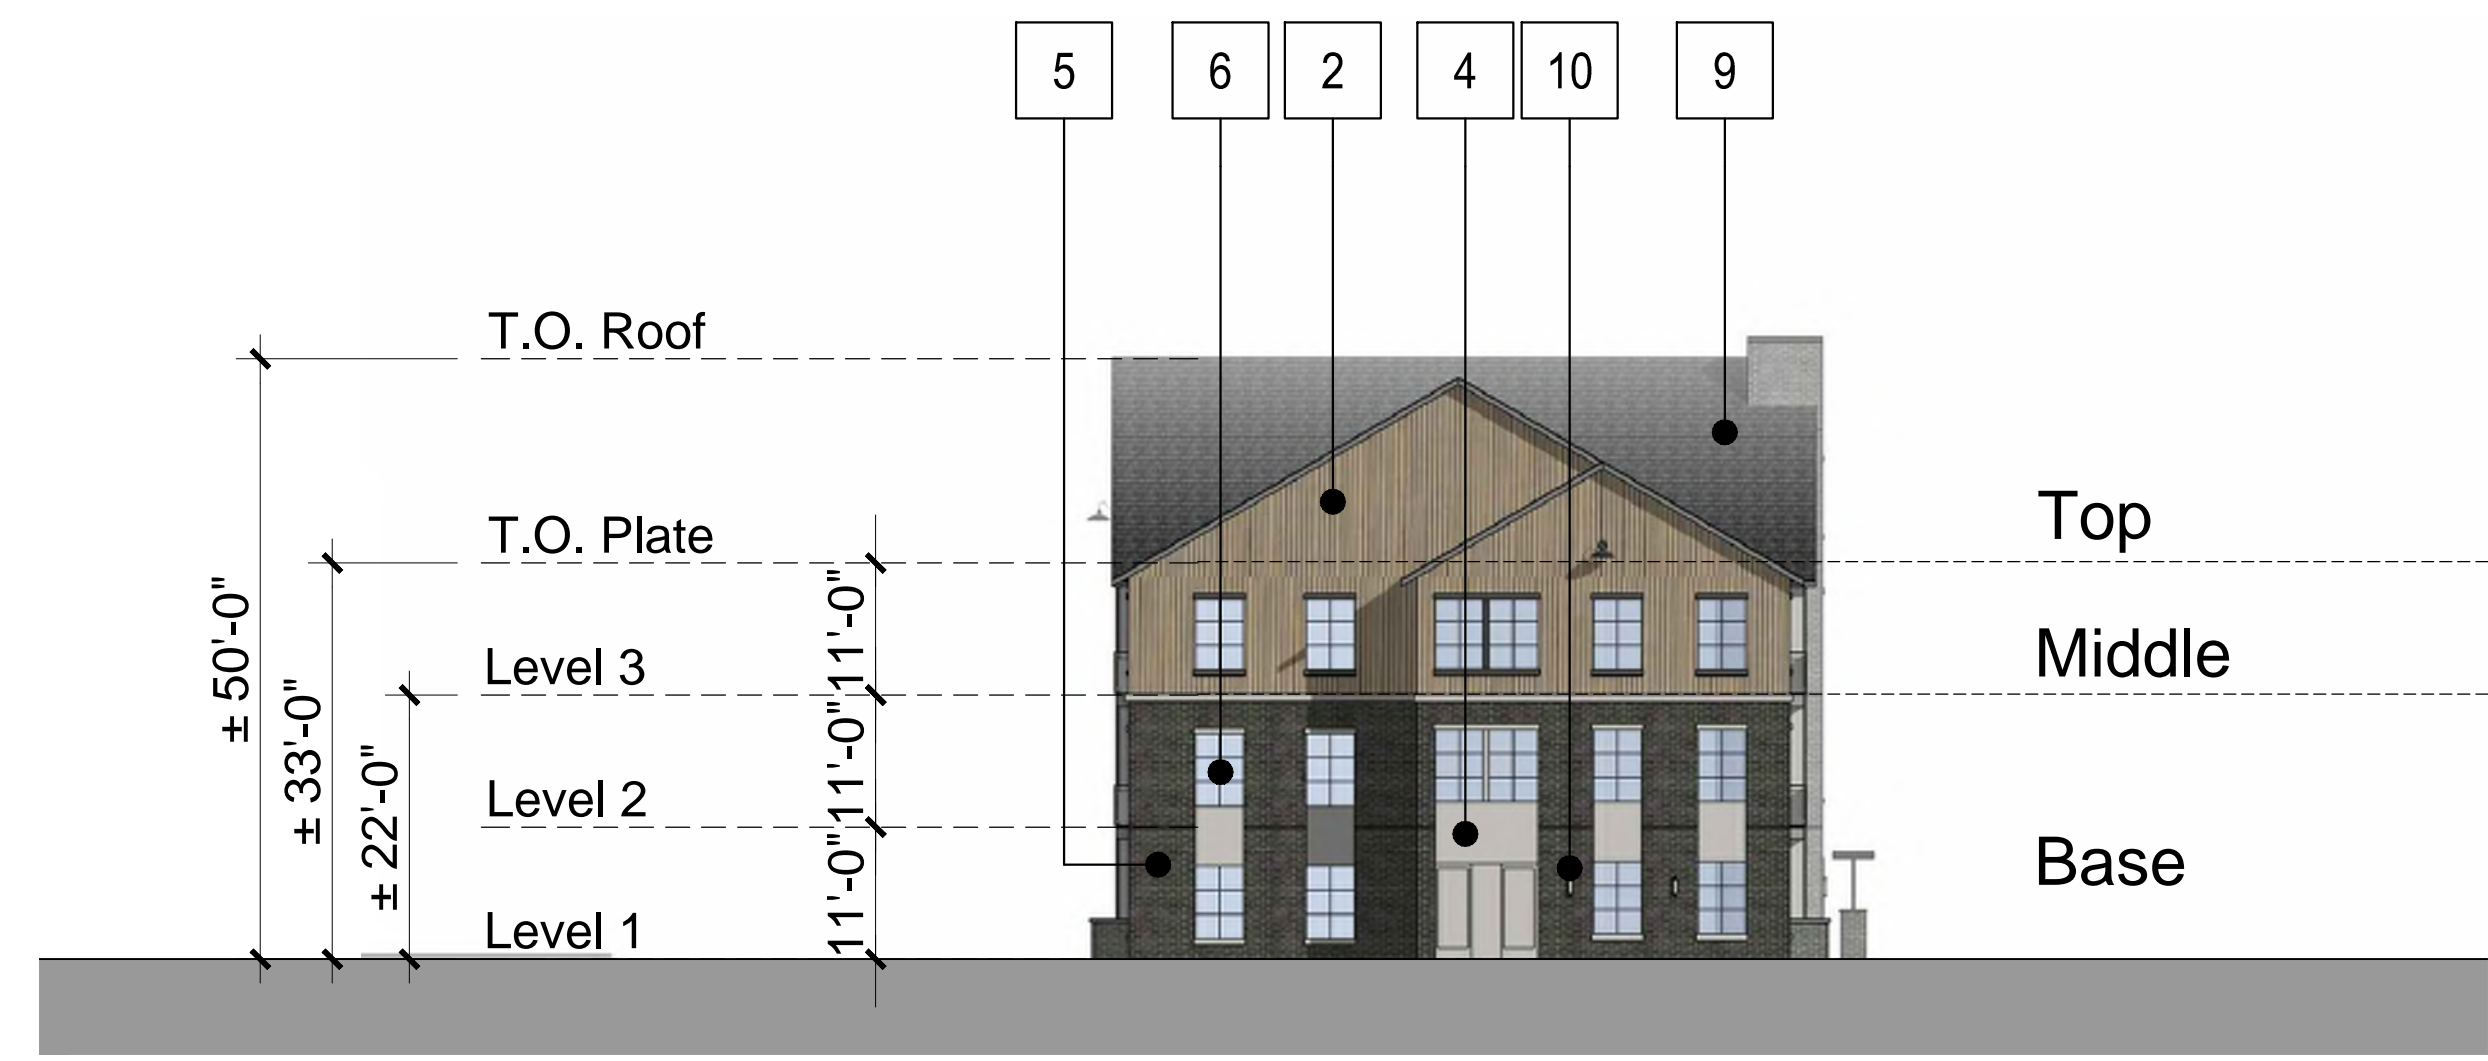 5 6 2 4 10 9
T.O. Roof
T.O. Plate
Level 3
Level 2
Level 1
± 50'-0"
± 33'-0"
± 22'-0"
11'-0"
11'-0"
11'-0"
Top
Middle
Base